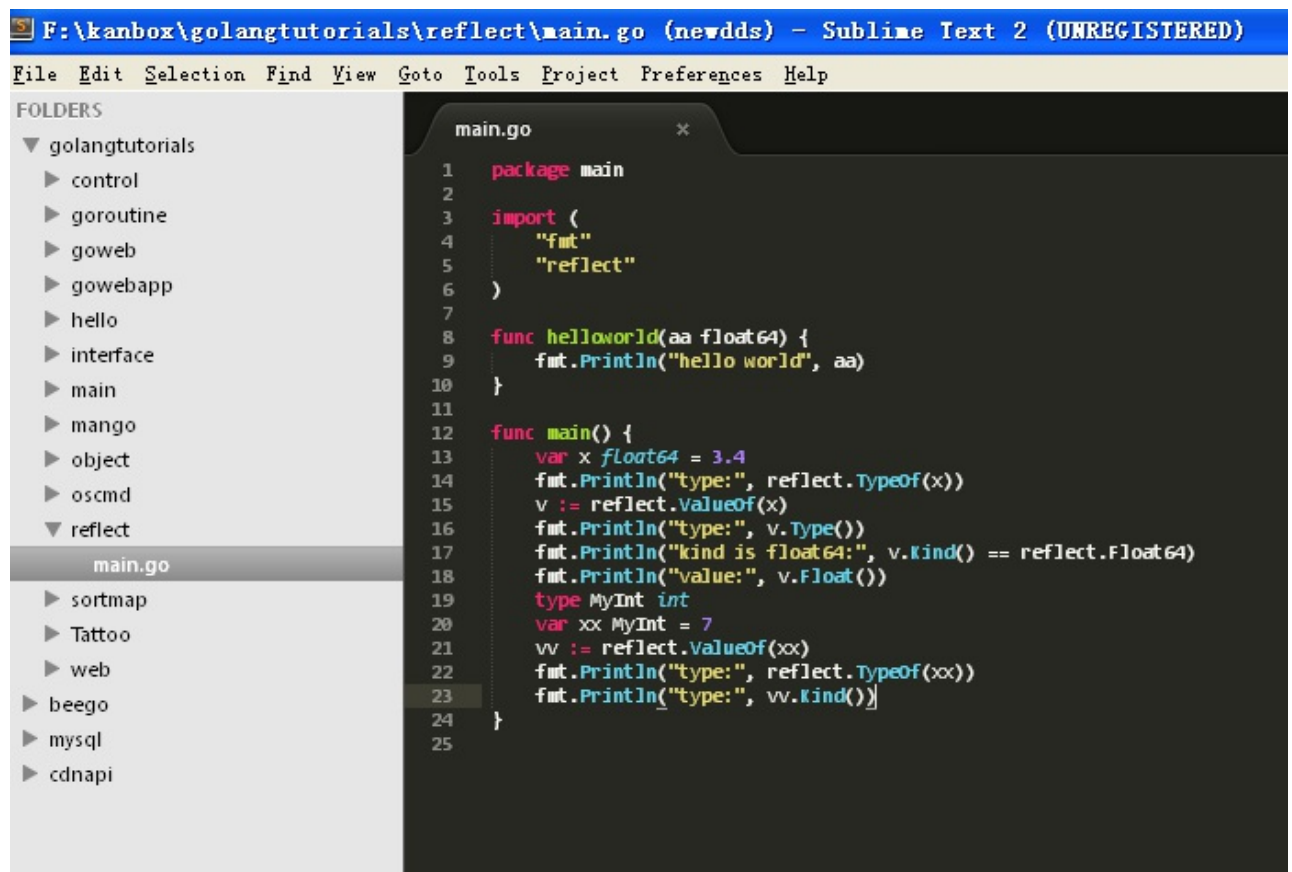 F:\kanbox\golangtutorials\reflect\main.go (newdds) - Sublime Text 2 (UNREGISTERED)
File Edit Selection Find View Goto Tools Project Preferences Help
FOLDERS
golangtutorials
control
goroutine
goweb
gowebapp
hello
interface
main
mango
object
oscmd
reflect
main.go
sortmap
Tattoo
web
beego
mysql
cdnapi
main.go
1 package main
2
3 import (
4 "fmt"
5 "reflect"
6 )
7
8 func helloworld(aa float64) {
9 fmt.Println("hello world", aa)
10 }
11
12 func main() {
13 var x float64 = 3.4
14 fmt.Println("type:", reflect.TypeOf(x))
15 v := reflect.ValueOf(x)
16 fmt.Println("type:", v.Type())
17 fmt.Println("kind is float64:", v.Kind() == reflect.Float64)
18 fmt.Println("value:", v.Float())
19 type MyInt int
20 var xx MyInt = 7
21 vv := reflect.ValueOf(xx)
22 fmt.Println("type:", reflect.TypeOf(xx))
23 fmt.Println("type:", vv.Kind())
24 }
25